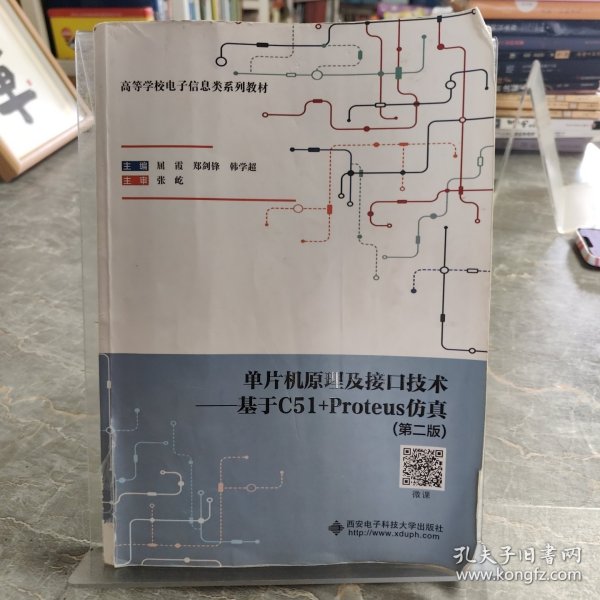 高等学校电子信息类系列教材
主编 屈 霞 郑剑锋 韩学超
主审 张 屹
单片机原理及接口技术
——基于C51+Proteus仿真
(第二版)
微课
西安电子科技大学出版社
http://www.xduph.com
孔夫子旧书网
www.kongfz.com